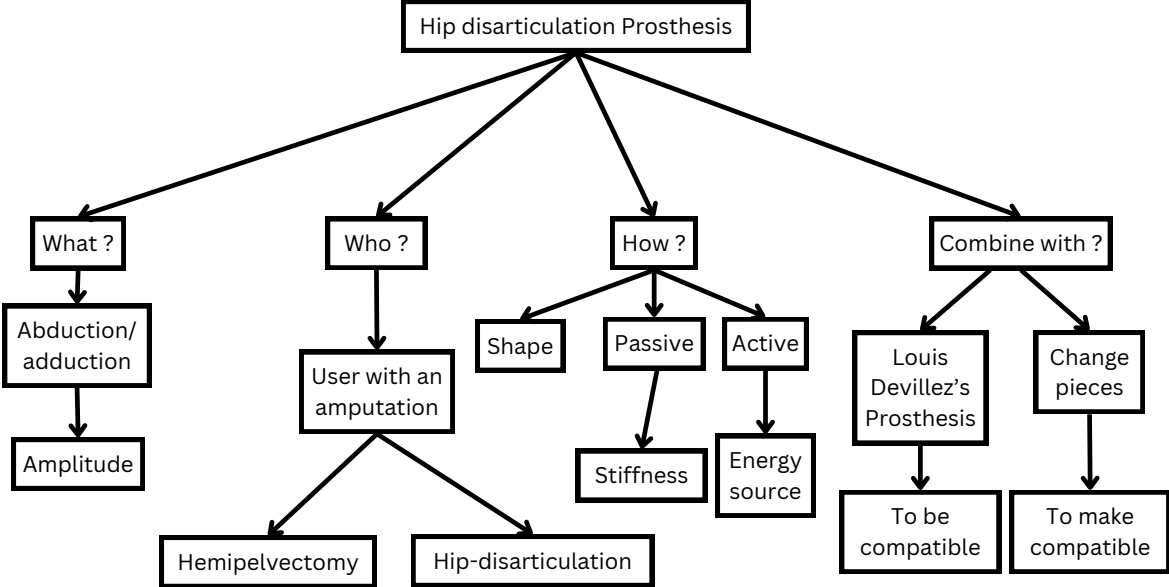 Hip disarticulation Prosthesis
What ?
Who ?
How ?
Combine with ?
Abduction/
adduction
Amplitude
User with an
amputation
Hemipelvectomy
Hip-disarticulation
Shape
Passive
Active
Stiffness
Energy
source
Louis
Devillez’s
Prosthesis
Change
pieces
To be
compatible
To make
compatible